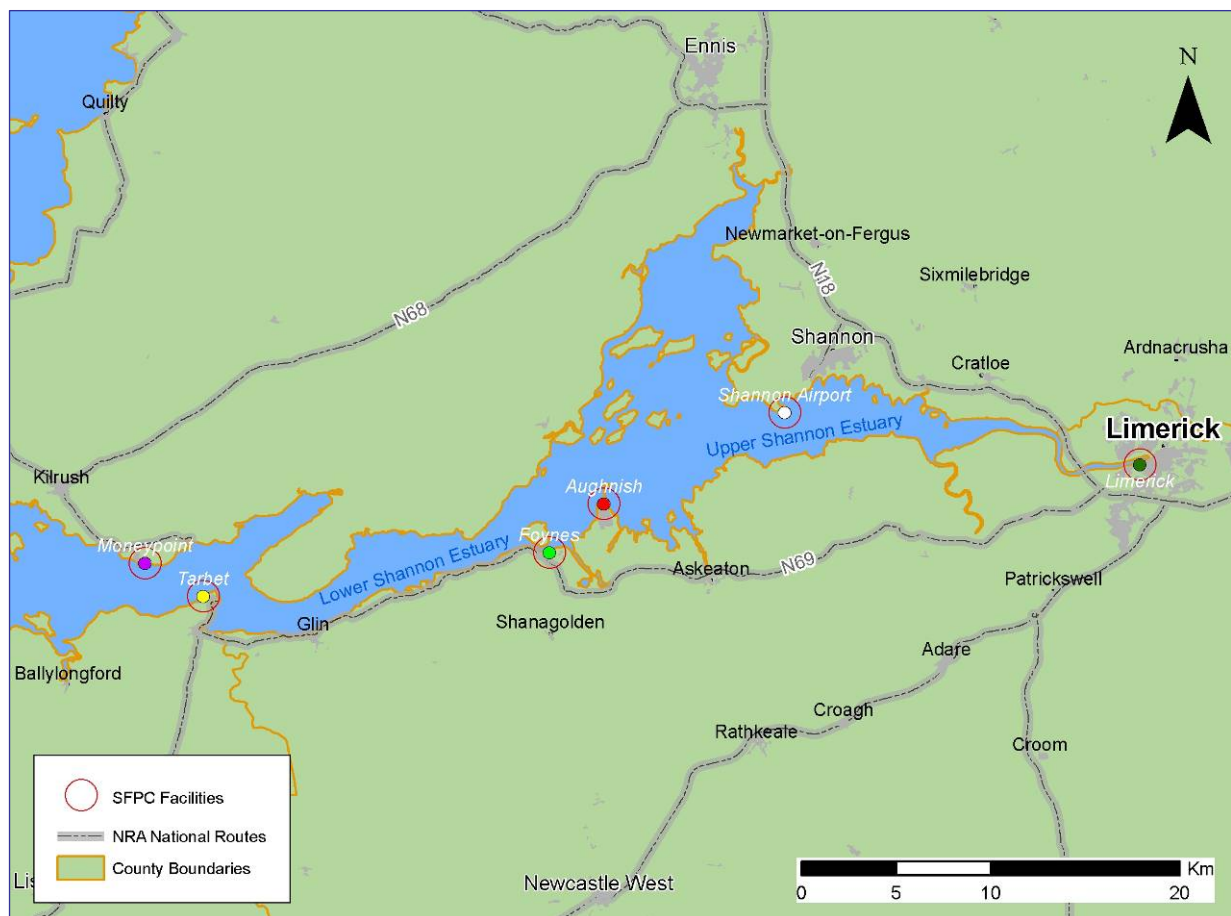 Ennis
N
Quilty
Newmarket-on-Fergus
N18
Sixmilebridge
N68
Shannon
Ardnacrusha
Cratloe
Shannon Airport
Upper Shannon Estuary
Limerick
Kilrush
Aughnish
Limerick
Moneypoint
Foynes
Lower Shannon Estuary
N69
Askeaton
Tarbet
Patrickswell
Glin
Shanagolden
Adare
Ballylongford
Croagh
Rathkeale
Croom
SFPC Facilities
NRA National Routes
County Boundaries
Lis
Newcastle West
Km
0 5 10 20